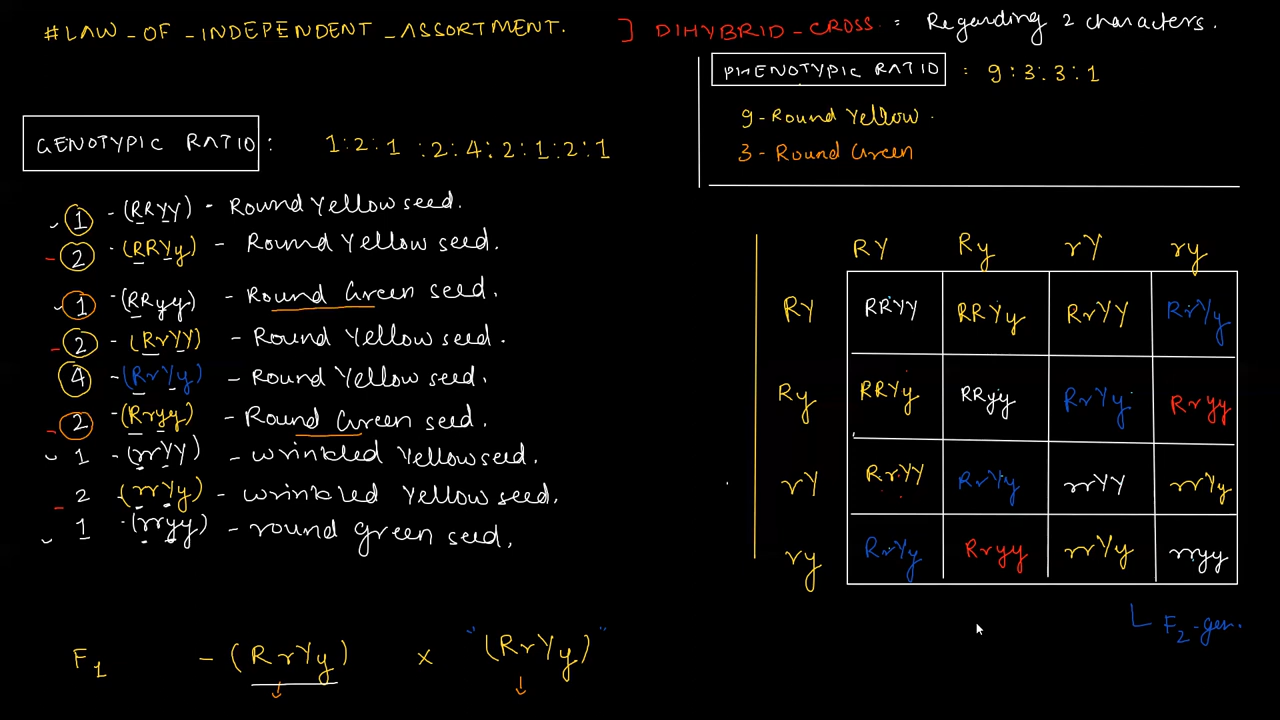 #LAW-OF-INDEPENDENT-ASSORTMENT. ] DIHYBRID-CROSS = Regarding 2 characters.
PHENOTYPIC RATIO = 9:3:3:1
9-Round Yellow.
3-Round Green
GENOTYPIC RATIO : 1:2:1:2:4:2:1:2:1
1 -(RRYY) - Round Yellow seed.
2 -(RRYy) - Round Yellow seed.
1 -(RRyy) - Round Green seed.
2 -(RrYY) - Round Yellow seed.
4 -(RrYy) - Round Yellow seed.
2 -(Rryy) - Round Green seed.
1 -(rrYY) - wrinkled Yellow seed.
2 -(rrYy) - wrinkled Yellow seed.
1 -(rryy) - round green seed.
RY Ry rY ry
RY RRYY RRYy RrYY RrYy
Ry RRYy RRyy RrYy Rryy
rY RrYY RrYy rrYY rrYy
ry RrYy Rryy rrYy rryy
F2-gen.
F1 - (RrYy) x "(RrYy)"